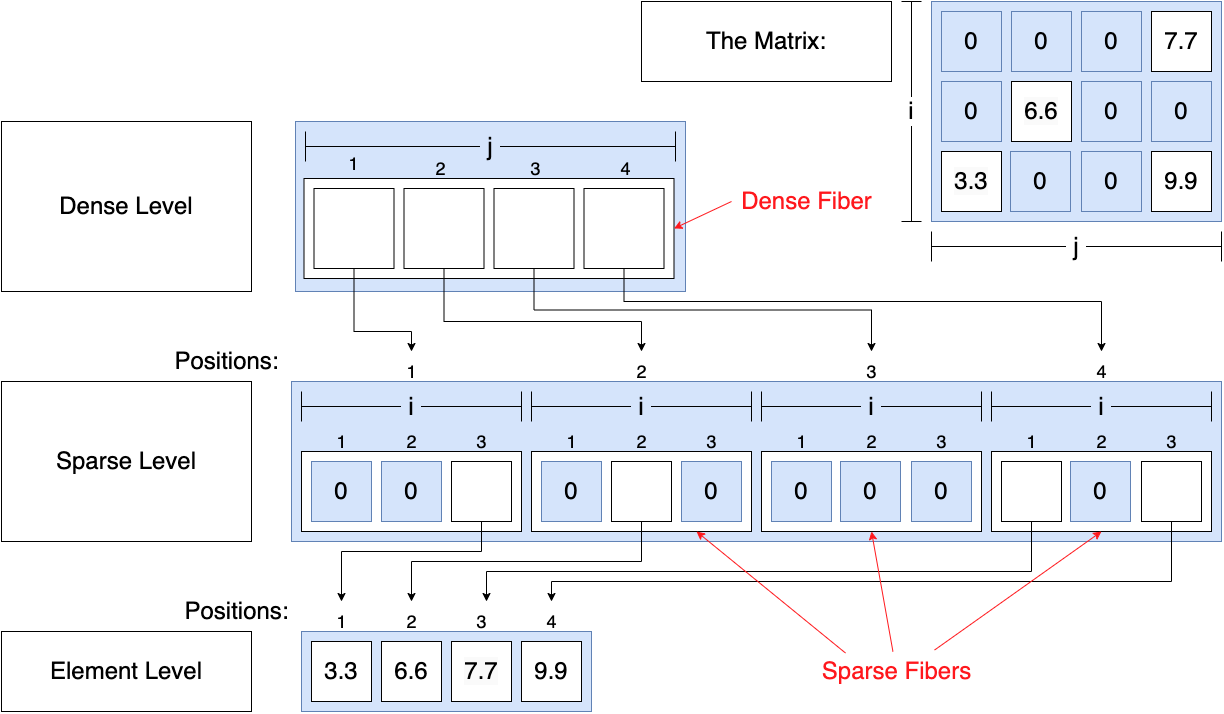 The Matrix:
0 0 0 7.7
i
0 6.6 0 0
3.3 0 0 9.9
j
Dense Level
j
1 2 3 4
Dense Fiber
Positions:
1 2 3 4
Sparse Level
i i i i
1 2 3 1 2 3 1 2 3 1 2 3
0 0 0 0 0 0 0 0
Positions:
1 2 3 4
Element Level
3.3 6.6 7.7 9.9
Sparse Fibers